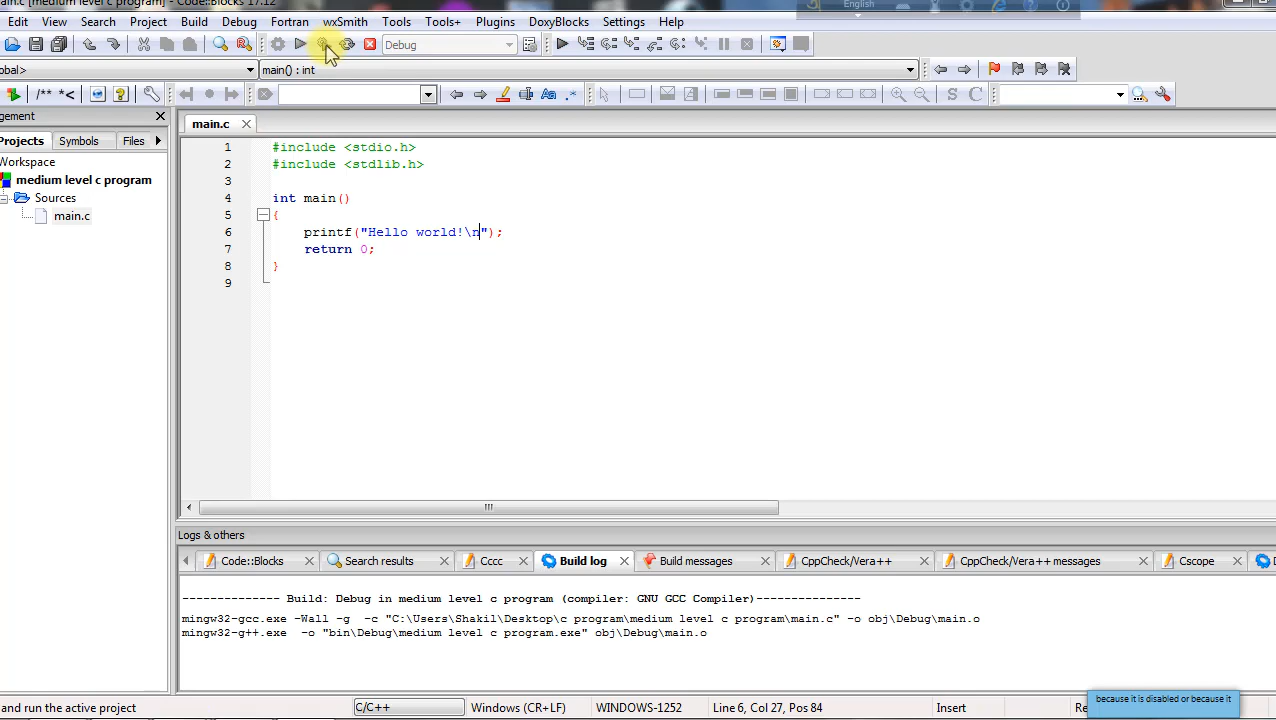 ain.c [medium level c program] - Code::Blocks 17.12
English
Edit View Search Project Build Debug Fortran wxSmith Tools Tools+ Plugins DoxyBlocks Settings Help
Debug
obal> main() : int
/** *<
Aa .*
S C
gement
main.c
Projects Symbols Files
Workspace
medium level c program
Sources
main.c
1 #include <stdio.h>
2 #include <stdlib.h>
3
4 int main()
5 {
6 printf("Hello world!\n");
7 return 0;
8 }
9
Logs & others
Code::Blocks Search results Cccc Build log Build messages CppCheck/Vera++ CppCheck/Vera++ messages Cscope
-------------- Build: Debug in medium level c program (compiler: GNU GCC Compiler)---------------
mingw32-gcc.exe -Wall -g -c "C:\Users\Shakil\Desktop\c program\medium level c program\main.c" -o obj\Debug\main.o
mingw32-g++.exe -o "bin\Debug\medium level c program.exe" obj\Debug\main.o
because it is disabled or because it
and run the active project C/C++ Windows (CR+LF) WINDOWS-1252 Line 6, Col 27, Pos 84 Insert Re